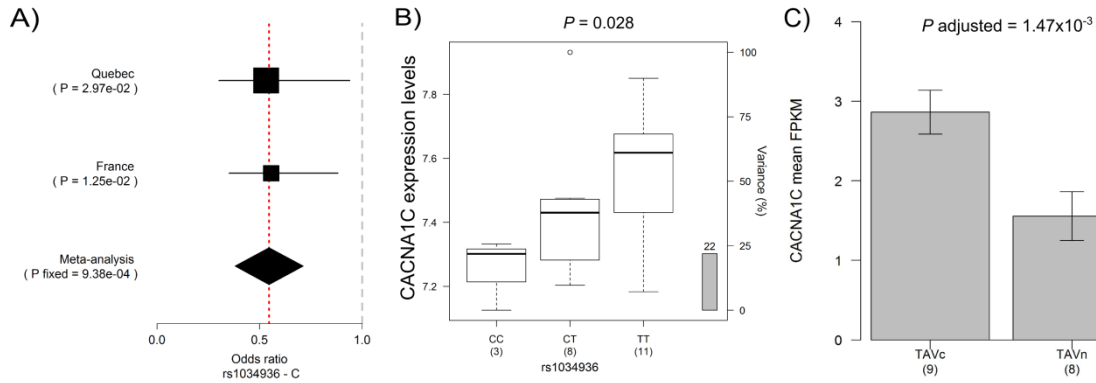 A)
Quebec
( P = 2.97e-02 )
France
( P = 1.25e-02 )
Meta-analysis
( P fixed = 9.38e-04 )
0.0
0.5
1.0
Odds ratio
rs1034936 - C
B)
P = 0.028
CACNA1C expression levels
7.8
7.6
7.4
7.2
100
75
50
25
0
Variance (%)
22
CC
(3)
CT
(8)
TT
(11)
rs1034936
C)
P adjusted = 1.47x10-3
CACNA1C mean FPKM
4
3
2
1
0
TAVc
(9)
TAVn
(8)